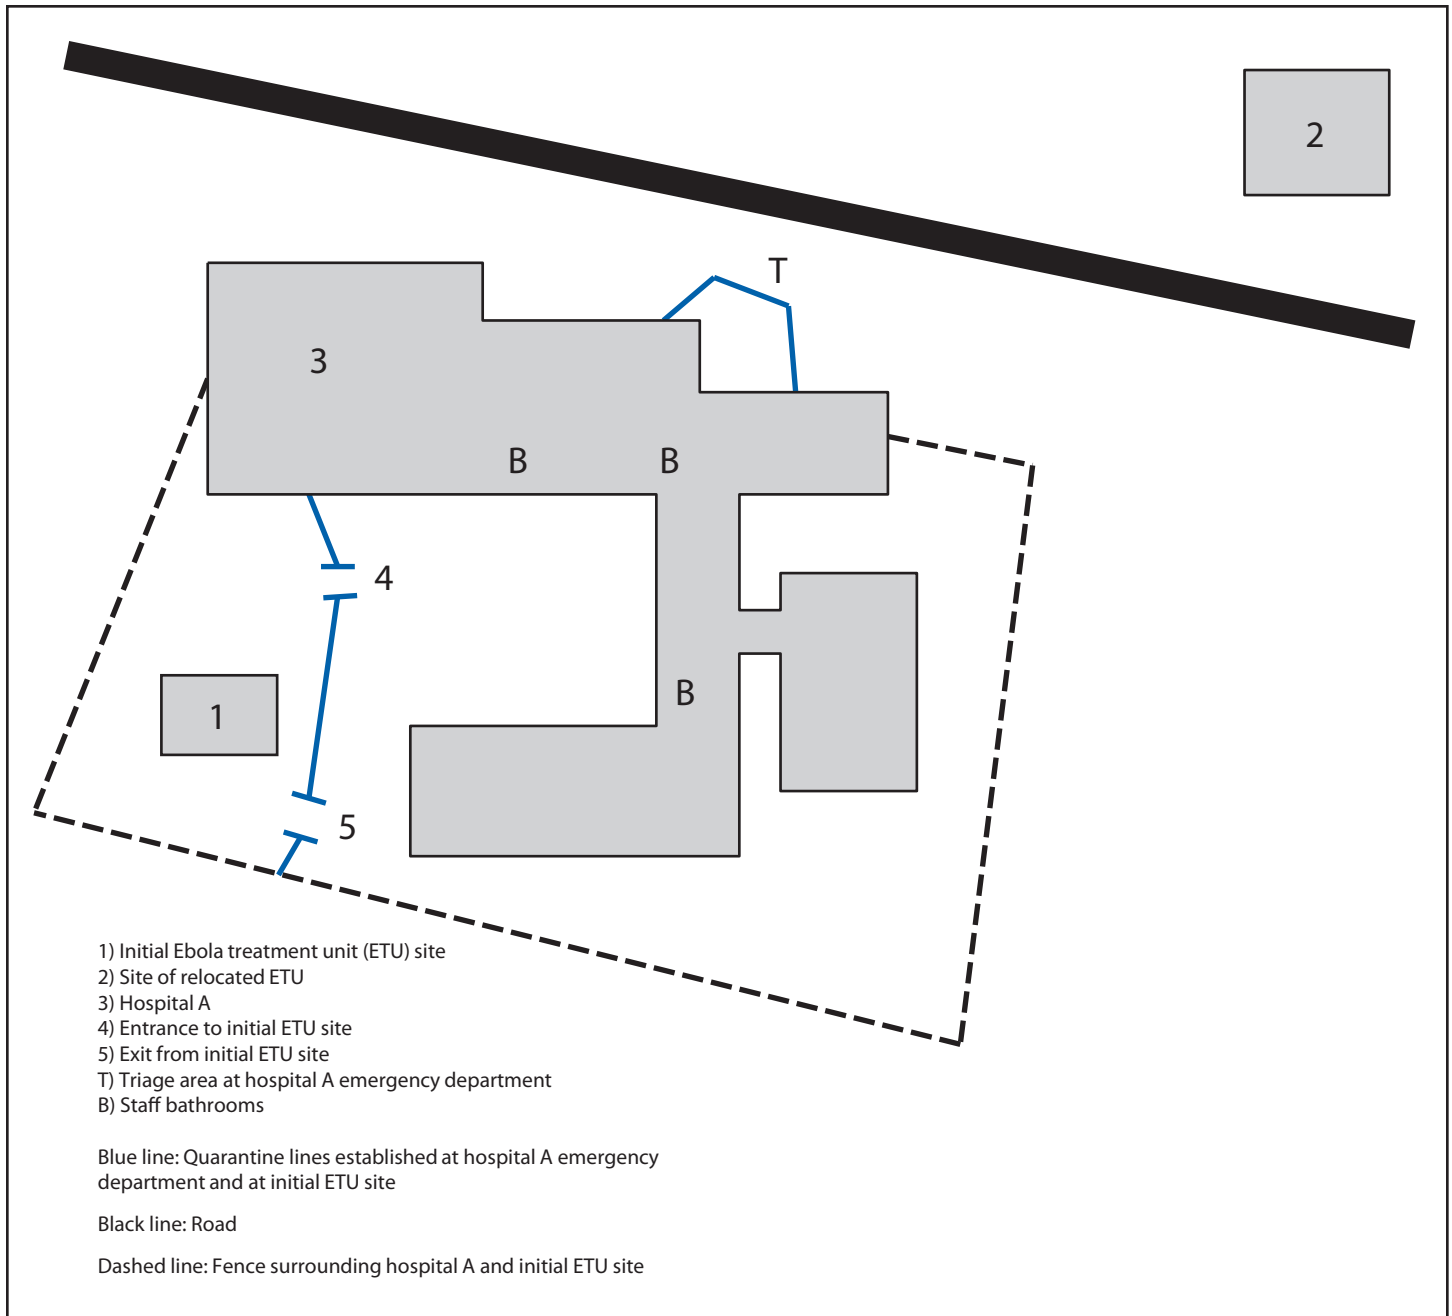 2
T
3
B
B
4
B
1
5
1) Initial Ebola treatment unit (ETU) site
2) Site of relocated ETU
3) Hospital A
4) Entrance to initial ETU site
5) Exit from initial ETU site
T) Triage area at hospital A emergency department
B) Staff bathrooms
Blue line: Quarantine lines established at hospital A emergency
department and at initial ETU site
Black line: Road
Dashed line: Fence surrounding hospital A and initial ETU site